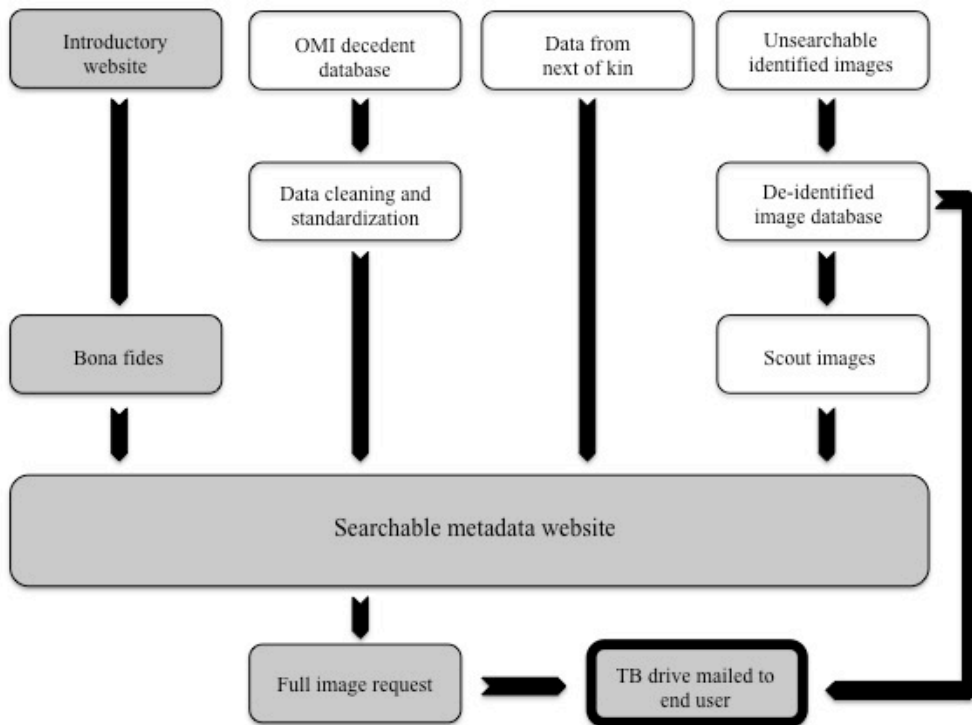 Introductory
website
OMI decedent
database
Data from
next of kin
Unsearchable
identified images
Data cleaning and
standardization
De-identified
image database
Bona fides
Scout images
Searchable metadata website
Full image request
TB drive mailed to
end user